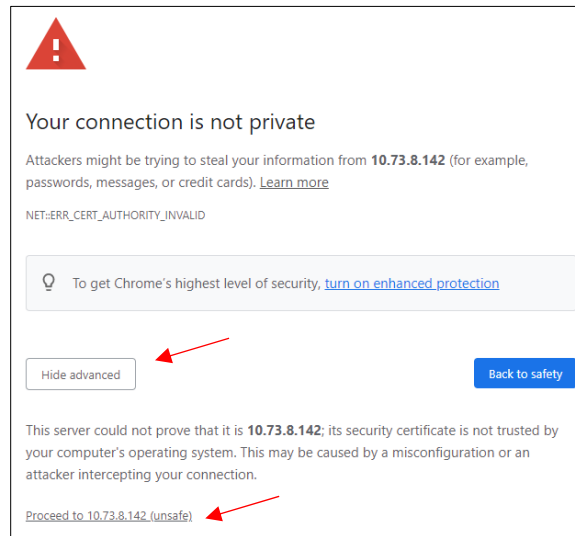 Your connection is not private
Attackers might be trying to steal your information from 10.73.8.142 (for example,
passwords, messages, or credit cards). Learn more
NET::ERR_CERT_AUTHORITY_INVALID
To get Chrome's highest level of security, turn on enhanced protection
Hide advanced
Back to safety
This server could not prove that it is 10.73.8.142; its security certificate is not trusted by
your computer's operating system. This may be caused by a misconfiguration or an
attacker intercepting your connection.
Proceed to 10.73.8.142 (unsafe)